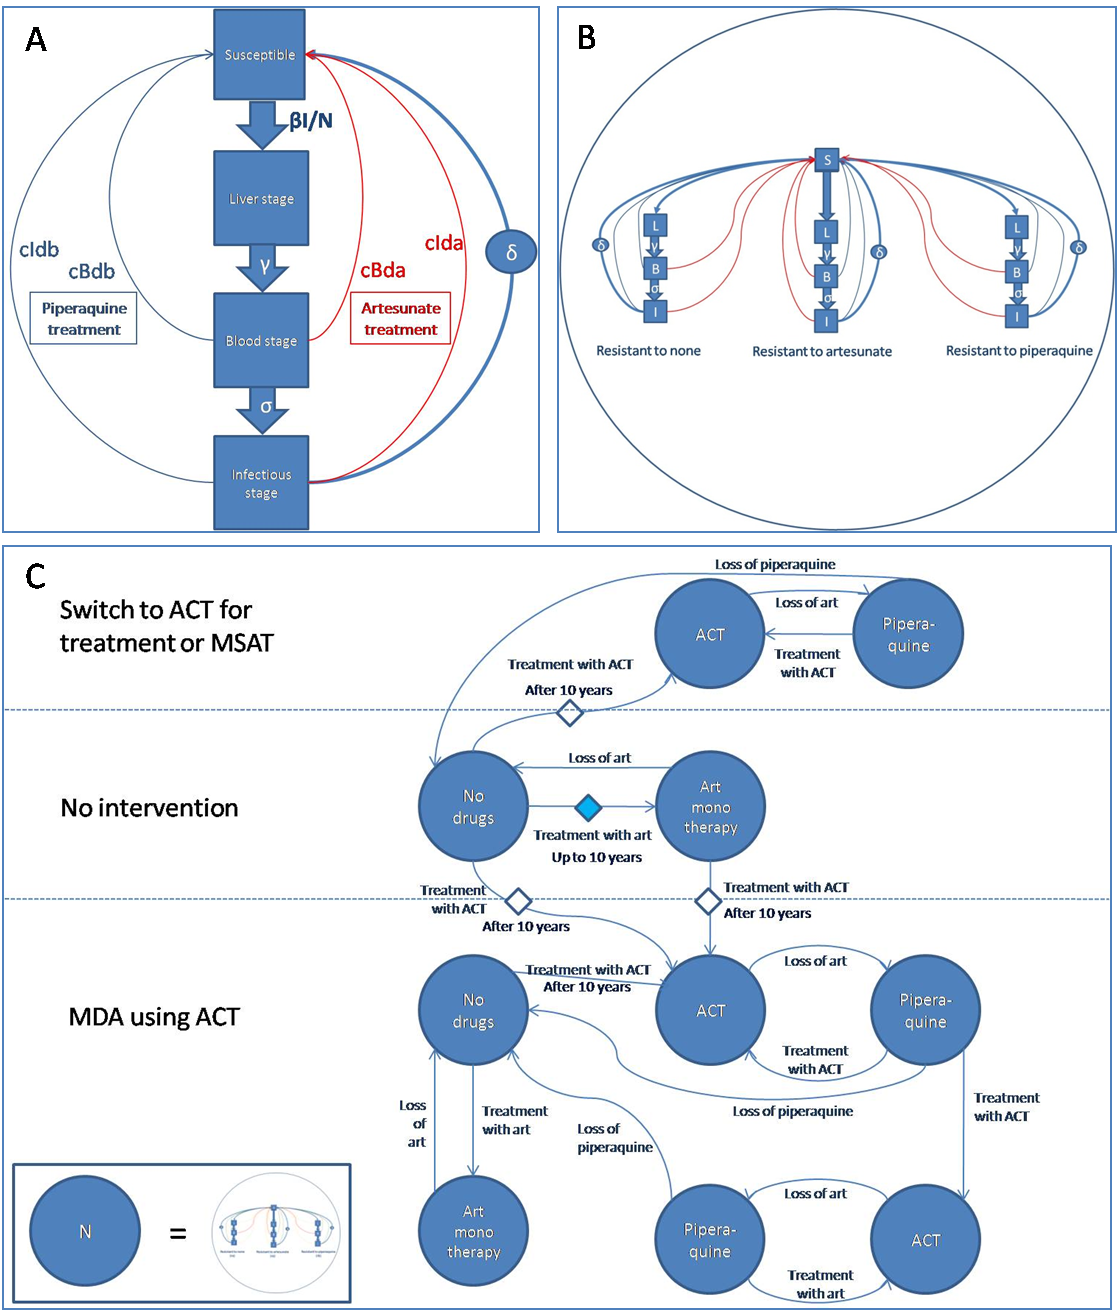 A
Susceptible
βI/N
Liver stage
cIdb
cBdb
γ
cIda
cBda
δ
Piperaquine
treatment
Artesunate
treatment
Blood stage
σ
Infectious
stage
B
S
L
γ
B
σ
I
δ
L
γ
B
σ
I
δ
L
γ
B
σ
I
δ
Resistant to none
Resistant to artesunate
Resistant to piperaquine
C
Switch to ACT for
treatment or MSAT
Loss of piperaquine
ACT
Loss of art
Pipera-
quine
Treatment
with ACT
Treatment with ACT
After 10 years
No intervention
No
drugs
Loss of art
Treatment with art
Up to 10 years
Art
mono
therapy
Treatment
with ACT
After 10 years
Treatment with ACT
After 10 years
MDA using ACT
No
drugs
Treatment with ACT
After 10 years
ACT
Loss of art
Pipera-
quine
Treatment
with ACT
Loss of piperaquine
Treatment
with ACT
Loss
of
art
Treatment
with art
Loss of
piperaquine
Art
mono
therapy
Pipera-
quine
Loss of art
ACT
Treatment
with art
N
=